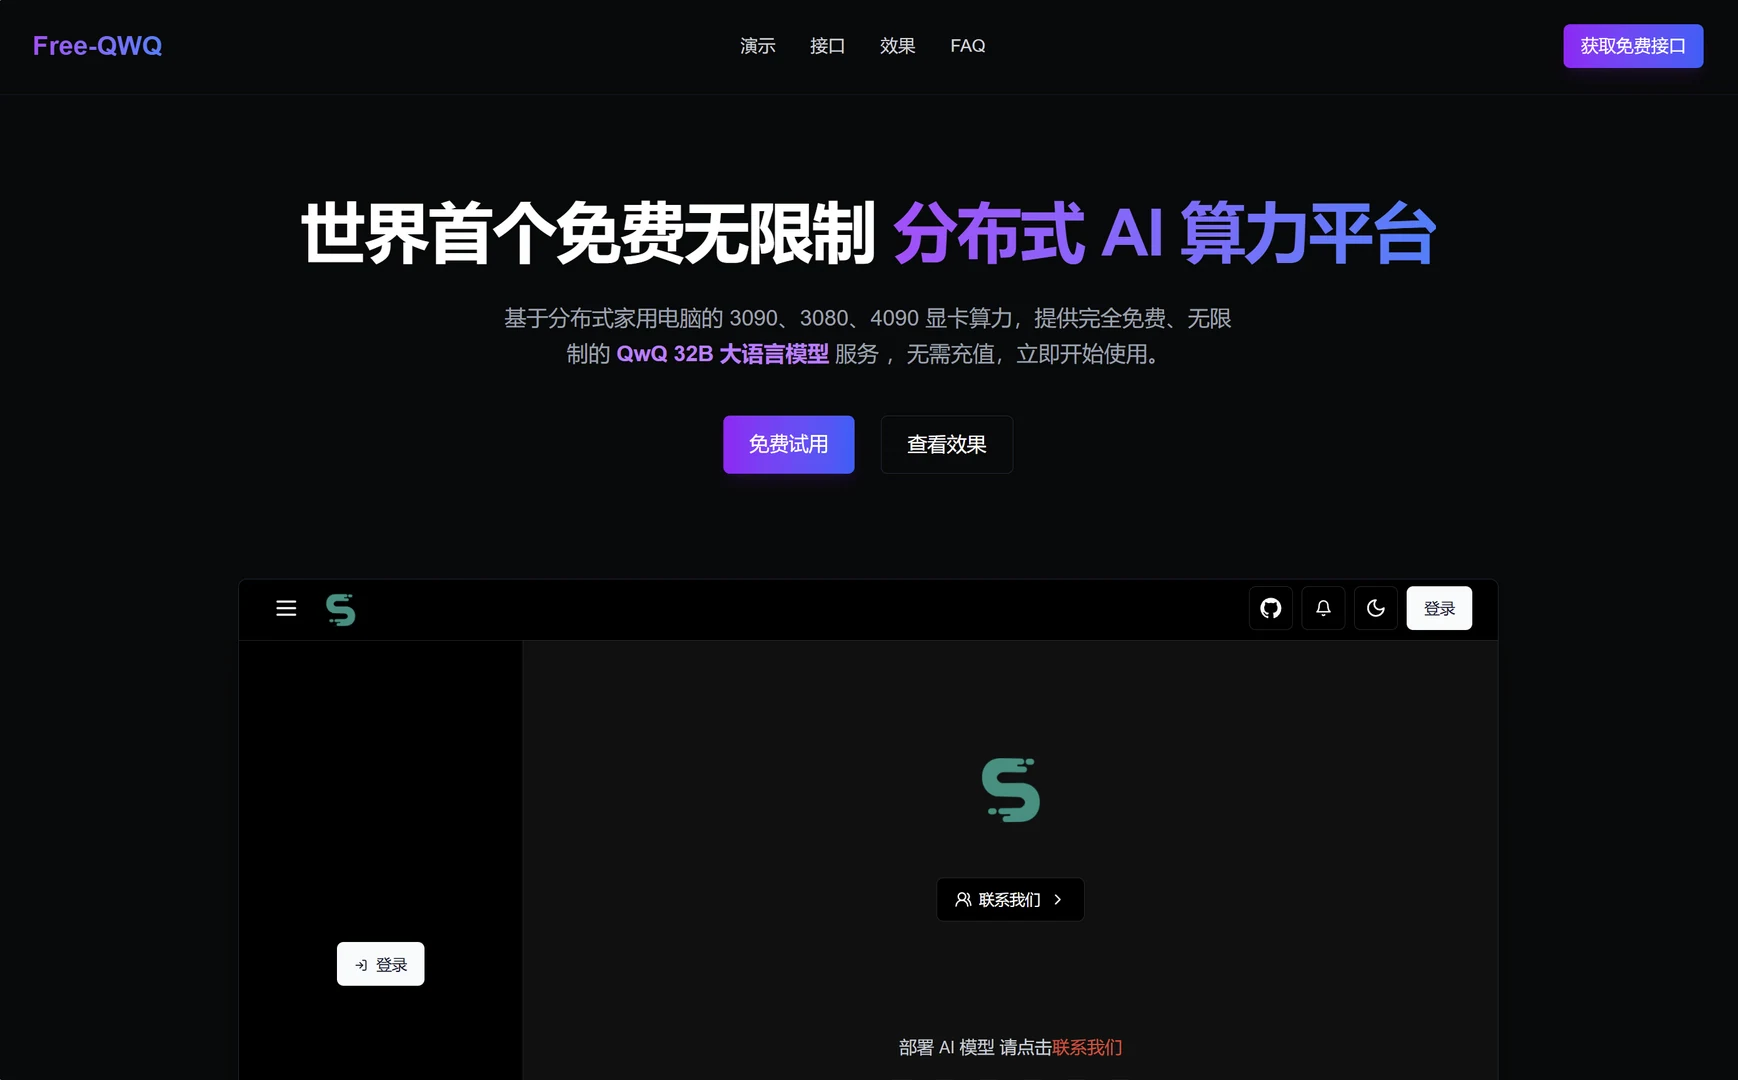 Free-QWQ
演示 接口 效果 FAQ
获取免费接口
世界首个免费无限制 分布式 AI 算力平台
基于分布式家用电脑的 3090、3080、4090 显卡算力，提供完全免费、无限
制的 QwQ 32B 大语言模型 服务 ，无需充值，立即开始使用。
免费试用
查看效果
登录
联系我们
登录
部署 AI 模型 请点击联系我们